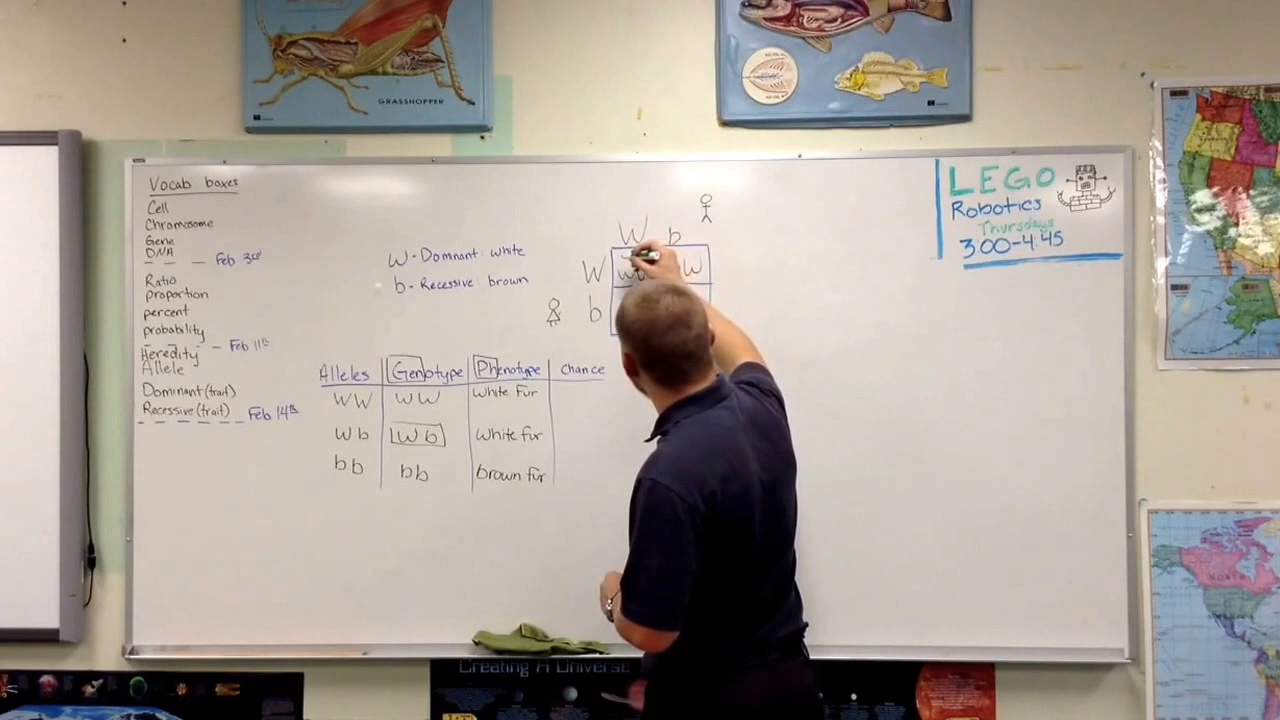 GRASSHOPPER
Vocab boxes
Cell
Chromosome
Gene
DNA
Feb 3rd
Ratio
proportion
percent
probability
Feb 11th
Heredity
Allele
Dominant (trait)
Recessive (trait)
Feb 14th
W - Dominant: white
b - Recessive: brown
W b
W W
b
Alleles Genotype Phenotype chance
WW WW White Fur
Wb Wb White fur
bb bb brown fur
LEGO
Robotics
Thursdays
3:00-4:45
Creating A Universe
NORTH